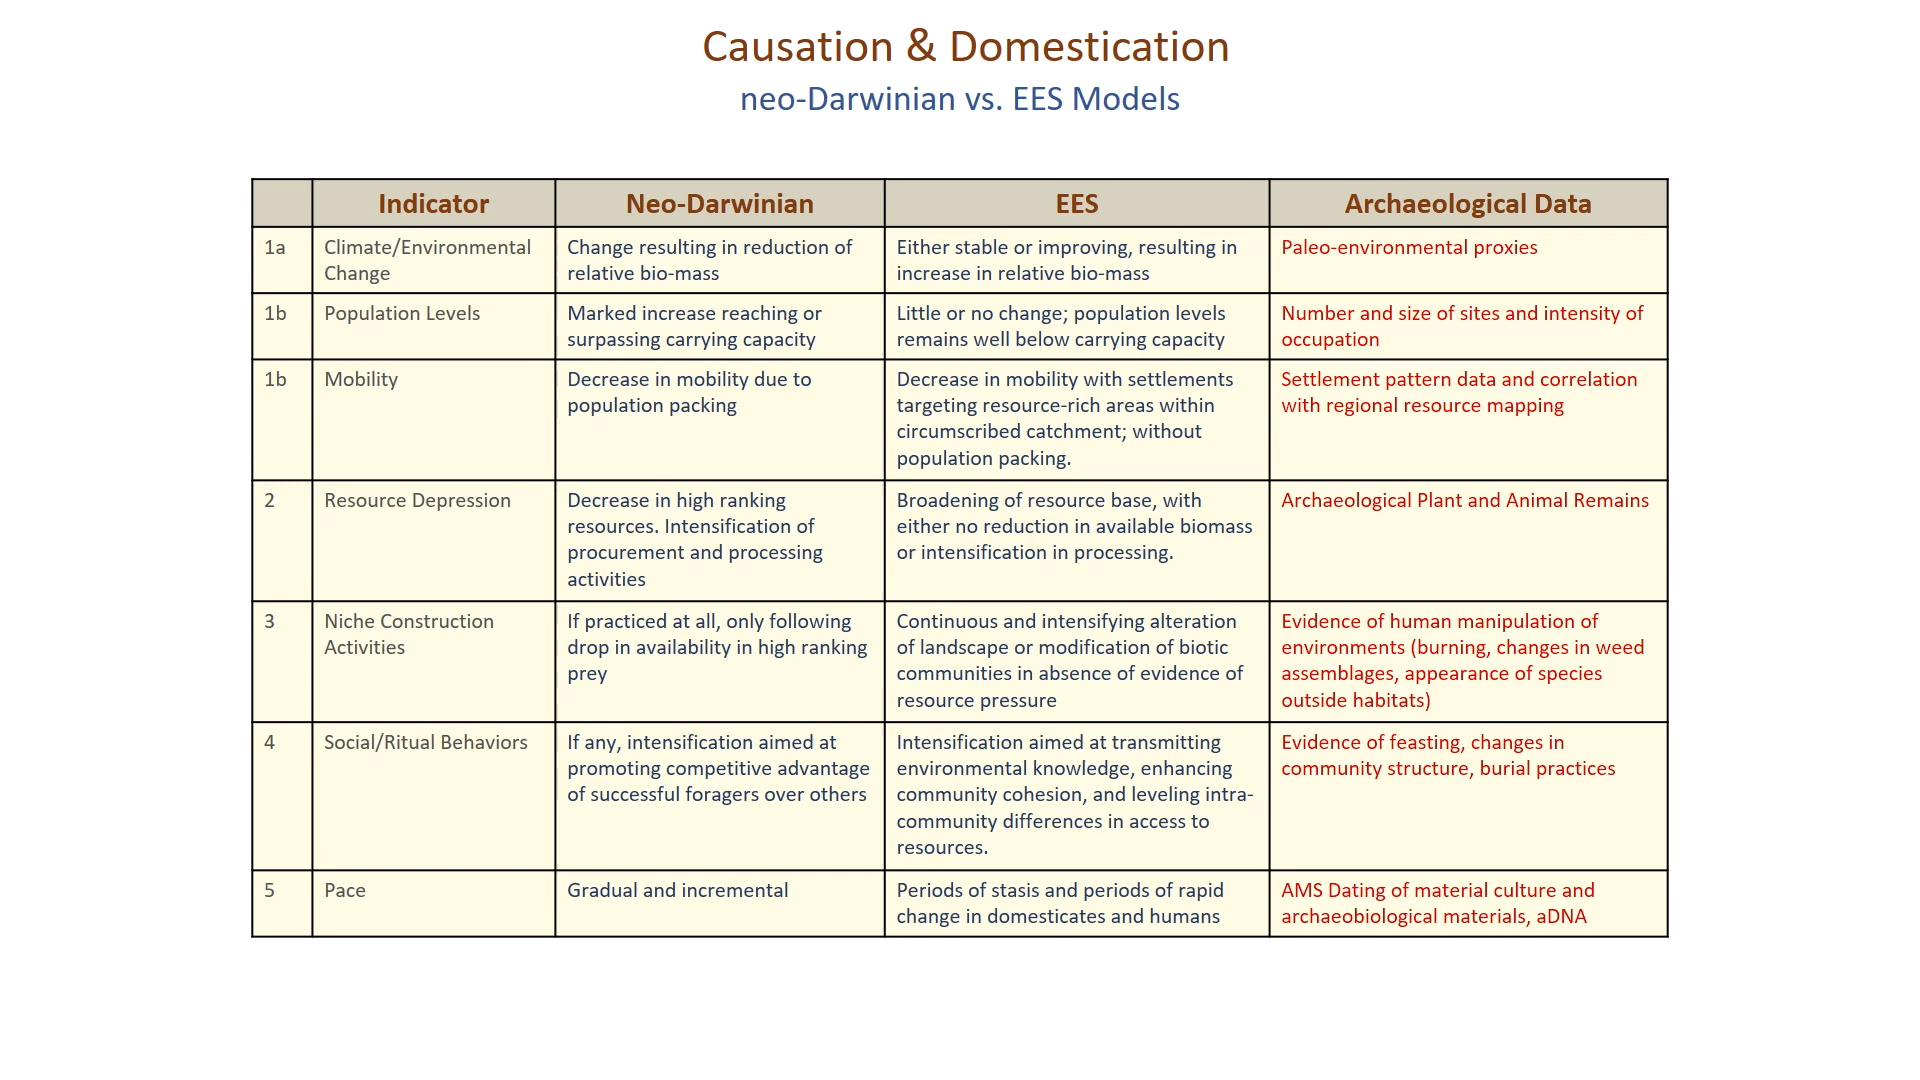 Causation & Domestication
neo-Darwinian vs. EES Models
Indicator
Neo-Darwinian
EES
Archaeological Data
1a
Climate/Environmental
Change
Change resulting in reduction of
relative bio-mass
Either stable or improving, resulting in
increase in relative bio-mass
Paleo-environmental proxies
1b
Population Levels
Marked increase reaching or
surpassing carrying capacity
Little or no change; population levels
remains well below carrying capacity
Number and size of sites and intensity of
occupation
1b
Mobility
Decrease in mobility due to
population packing
Decrease in mobility with settlements
targeting resource-rich areas within
circumscribed catchment; without
population packing.
Settlement pattern data and correlation
with regional resource mapping
2
Resource Depression
Decrease in high ranking
resources. Intensification of
procurement and processing
activities
Broadening of resource base, with
either no reduction in available biomass
or intensification in processing.
Archaeological Plant and Animal Remains
3
Niche Construction
Activities
If practiced at all, only following
drop in availability in high ranking
prey
Continuous and intensifying alteration
of landscape or modification of biotic
communities in absence of evidence of
resource pressure
Evidence of human manipulation of
environments (burning, changes in weed
assemblages, appearance of species
outside habitats)
4
Social/Ritual Behaviors
If any, intensification aimed at
promoting competitive advantage
of successful foragers over others
Intensification aimed at transmitting
environmental knowledge, enhancing
community cohesion, and leveling intra-
community differences in access to
resources.
Evidence of feasting, changes in
community structure, burial practices
5
Pace
Gradual and incremental
Periods of stasis and periods of rapid
change in domesticates and humans
AMS Dating of material culture and
archaeobiological materials, aDNA